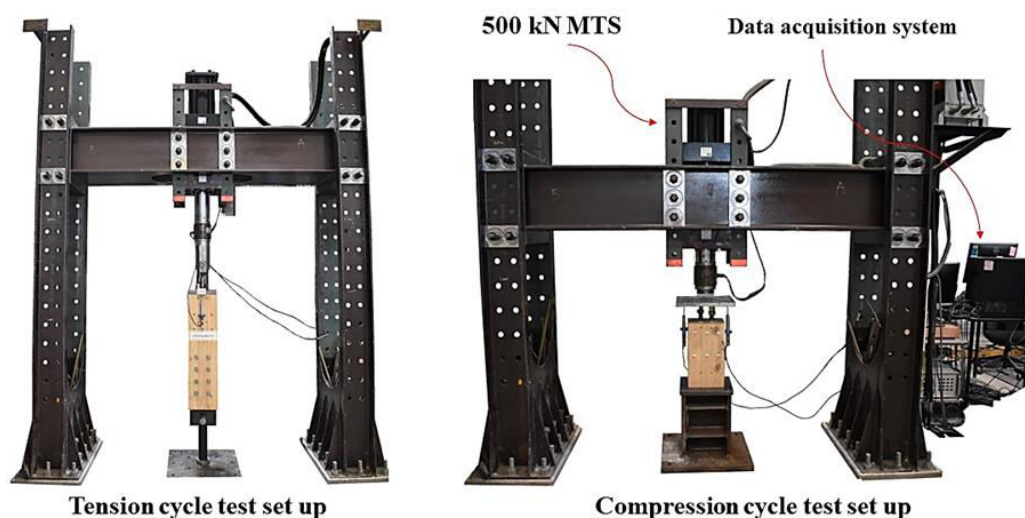 500 kN MTS
Data acquisition system
Tension cycle test set up
Compression cycle test set up